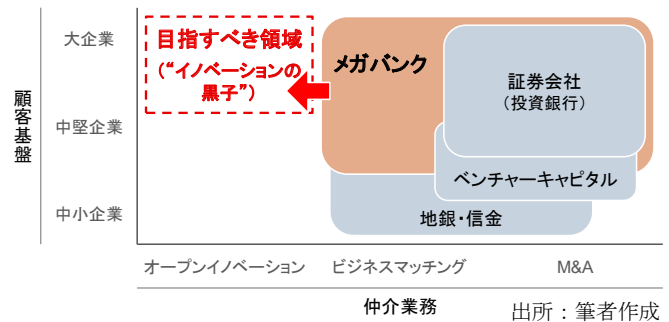 顧客基盤
大企業
中堅企業
中小企業
目指すべき領域
(“イノベーションの
黒子”)
メガバンク
証券会社
(投資銀行)
ベンチャーキャピタル
地銀・信金
オープンイノベーション
ビジネスマッチング
M&A
仲介業務
出所：筆者作成